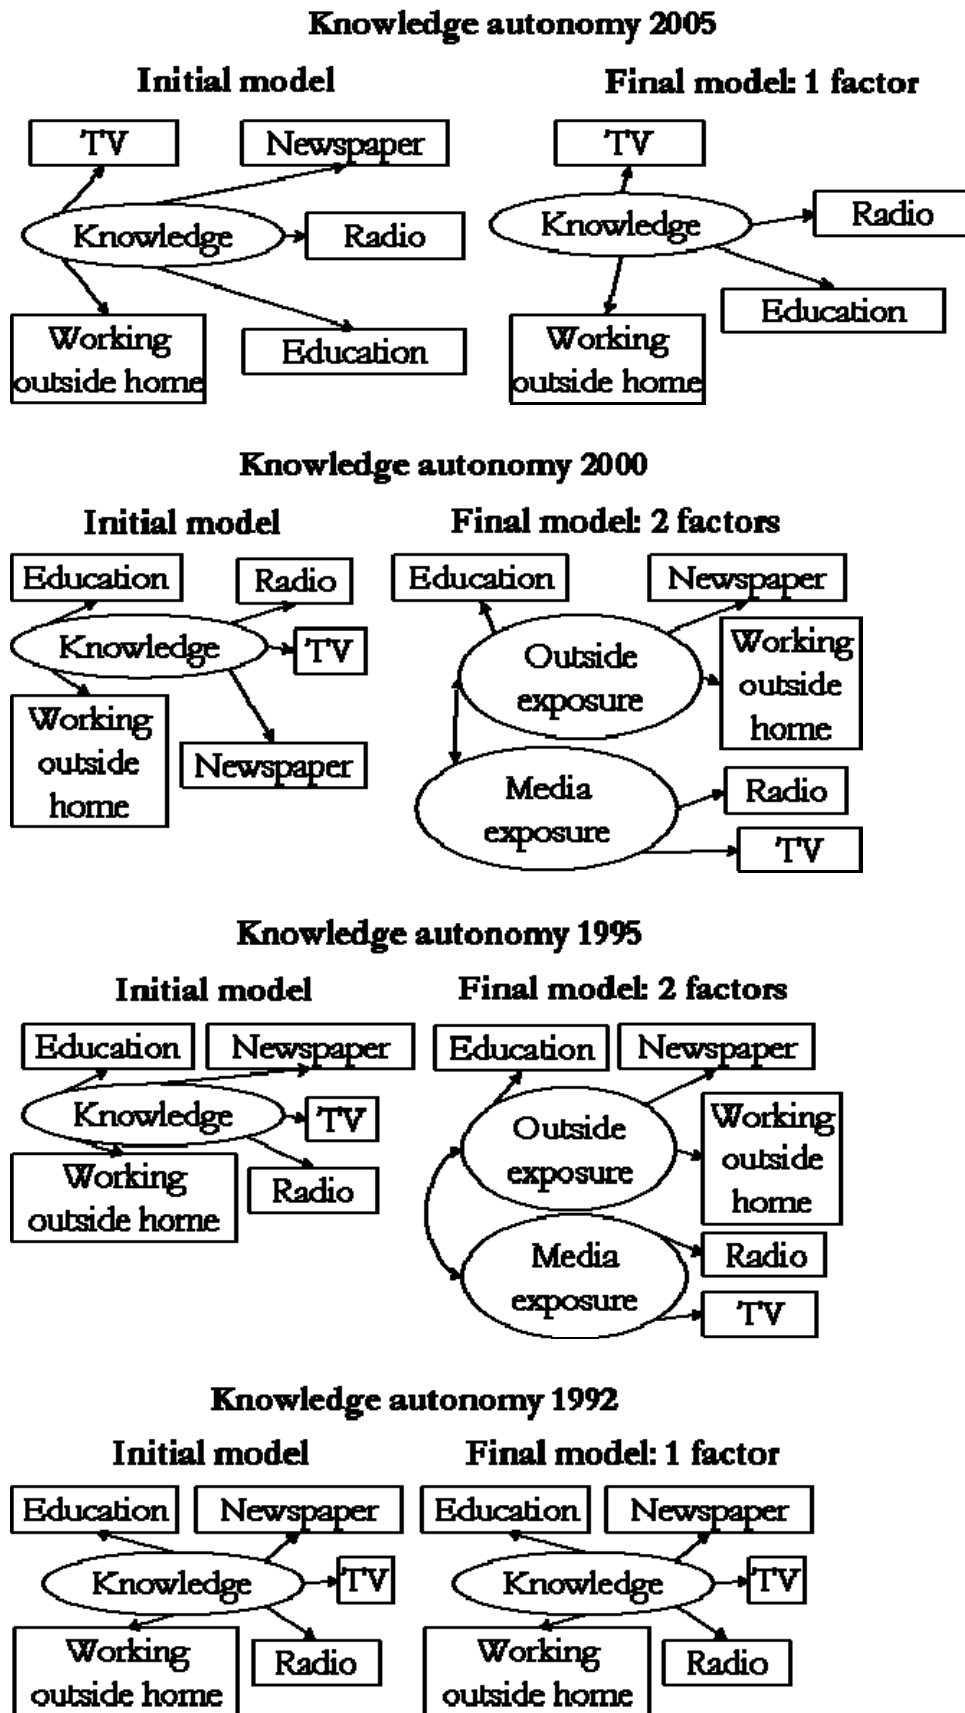 Knowledge autonomy 2005
Initial model
Final model: 1 factor
TV
Newspaper
Knowledge
Radio
Working
outside home
Education
TV
Knowledge
Radio
Education
Working
outside home
Knowledge autonomy 2000
Initial model
Final model: 2 factors
Education
Radio
Knowledge
TV
Working
outside
home
Newspaper
Education
Newspaper
Outside
exposure
Working
outside
home
Media
exposure
Radio
TV
Knowledge autonomy 1995
Initial model
Final model: 2 factors
Education
Newspaper
Knowledge
TV
Working
outside home
Radio
Education
Newspaper
Outside
exposure
Working
outside
home
Media
exposure
Radio
TV
Knowledge autonomy 1992
Initial model
Final model: 1 factor
Education
Newspaper
Knowledge
TV
Working
outside home
Radio
Education
Newspaper
Knowledge
TV
Working
outside home
Radio